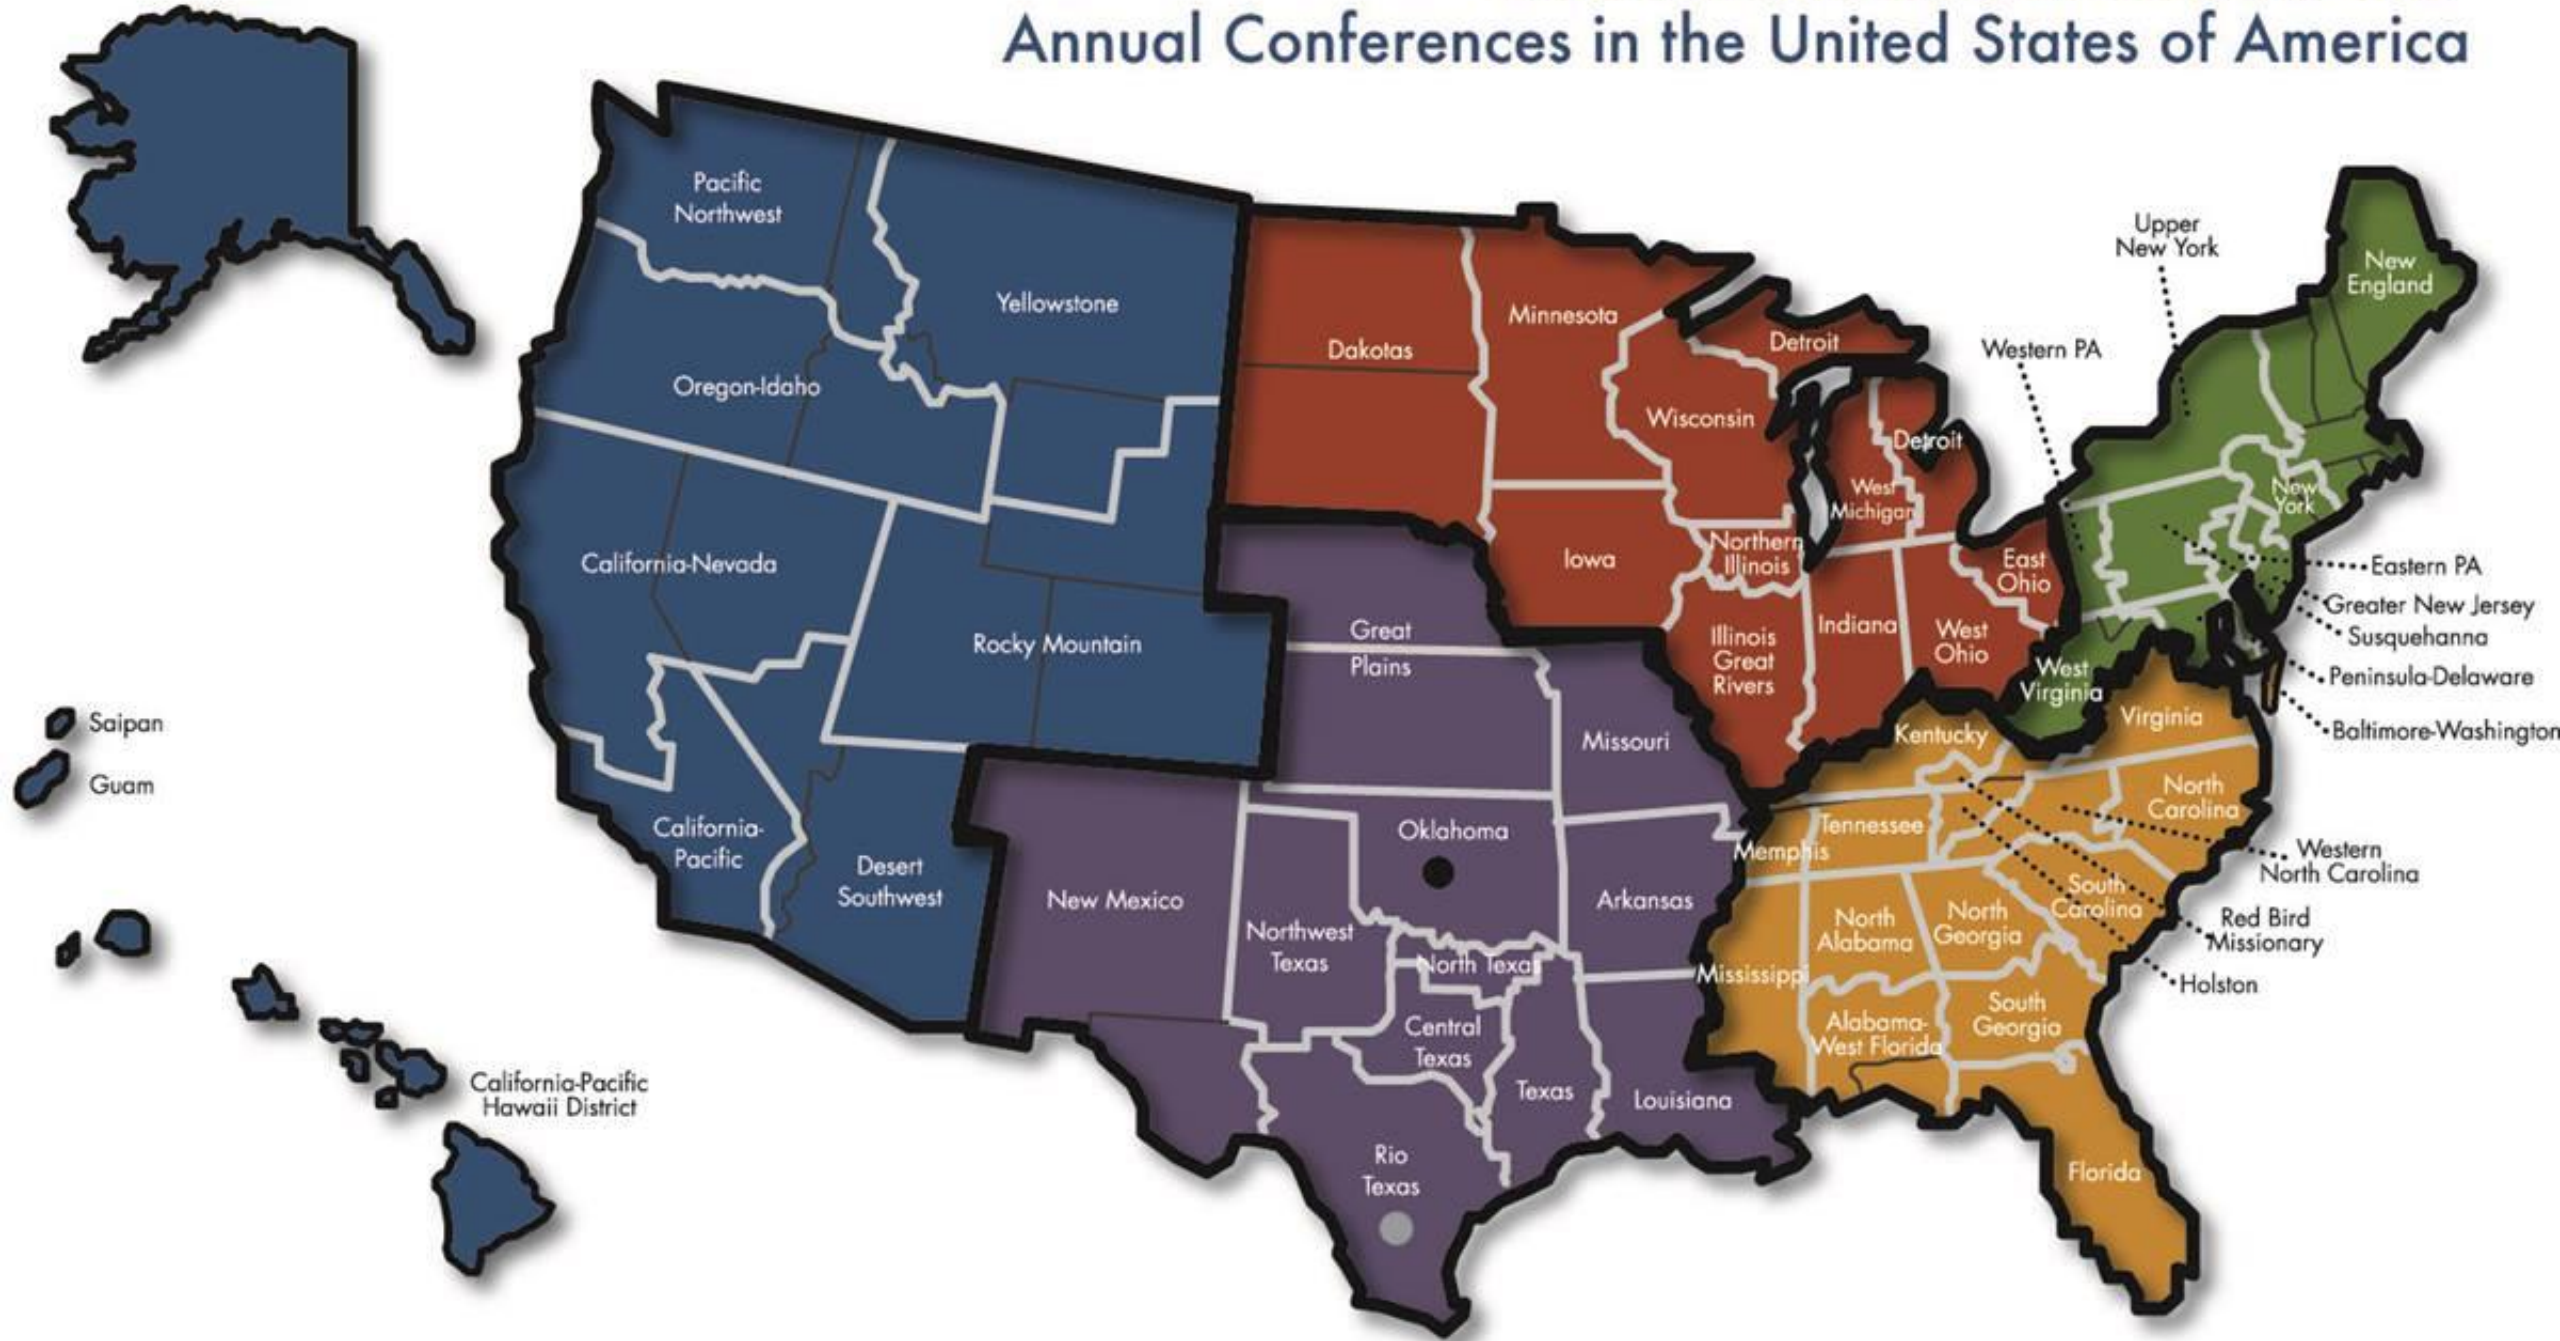 Annual Conferences in the United States of America
Pacific
Northwest
Yellowstone
Oregon-Idaho
California-Nevada
Rocky Mountain
California-
Pacific
Desert
Southwest
Saipan
Guam
California-Pacific
Hawaii District
Dakotas
Minnesota
Wisconsin
Detroit
Detroit
West
Michigan
Iowa
Northern
Illinois
Illinois
Great
Rivers
Indiana
East
Ohio
West
Ohio
Great
Plains
Missouri
Oklahoma
Arkansas
New Mexico
Northwest
Texas
North Texas
Central
Texas
Texas
Louisiana
Rio
Texas
Upper
New York
New
England
Western PA
New
York
Eastern PA
Greater New Jersey
Susquehanna
Peninsula-Delaware
Baltimore-Washington
West
Virginia
Virginia
Kentucky
North
Carolina
Tennessee
Memphis
Western
North Carolina
South
Carolina
Red Bird
Missionary
Holston
North
Alabama
North
Georgia
Mississippi
South
Georgia
Alabama-
West Florida
Florida